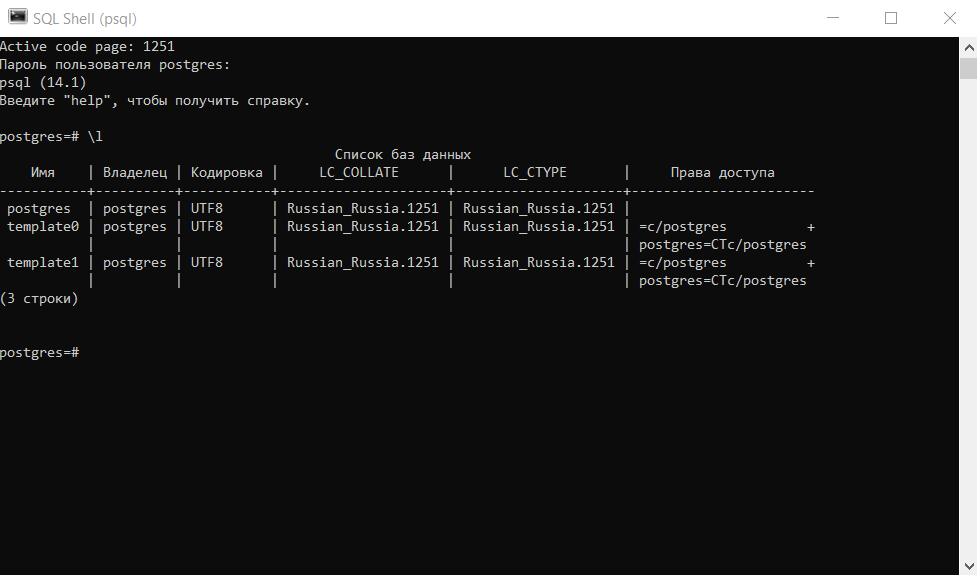 SQL Shell (psql)
Active code page: 1251
Пароль пользователя postgres:
psql (14.1)
Введите "help", чтобы получить справку.
postgres=# \l
Список баз данных
Имя | Владелец | Кодировка | LC_COLLATE | LC_CTYPE | Права доступа
-----------+----------+-----------+---------------------+---------------------+-----------------------
postgres | postgres | UTF8 | Russian_Russia.1251 | Russian_Russia.1251 |
template0 | postgres | UTF8 | Russian_Russia.1251 | Russian_Russia.1251 | =c/postgres +
| | | | | postgres=CTc/postgres
template1 | postgres | UTF8 | Russian_Russia.1251 | Russian_Russia.1251 | =c/postgres +
| | | | | postgres=CTc/postgres
(3 строки)
postgres=#